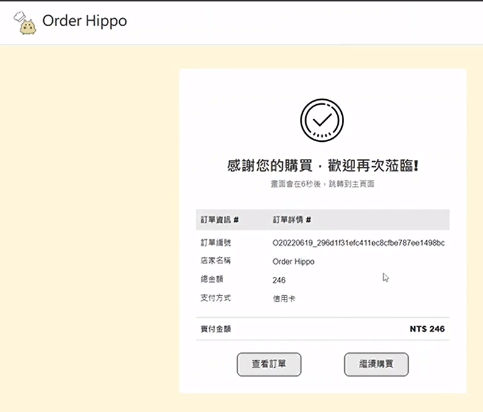 Order Hippo
感謝您的購買，歡迎再次蒞臨!
畫面會在6秒後，跳轉到主頁面
訂單資訊 # 訂單詳情 #
訂單編號 O20220619_296d1f31efc411ec8cfbe787ee1498bc
店家名稱 Order Hippo
總金額 246
支付方式 信用卡
實付金額 NT$ 246
查看訂單 繼續購買